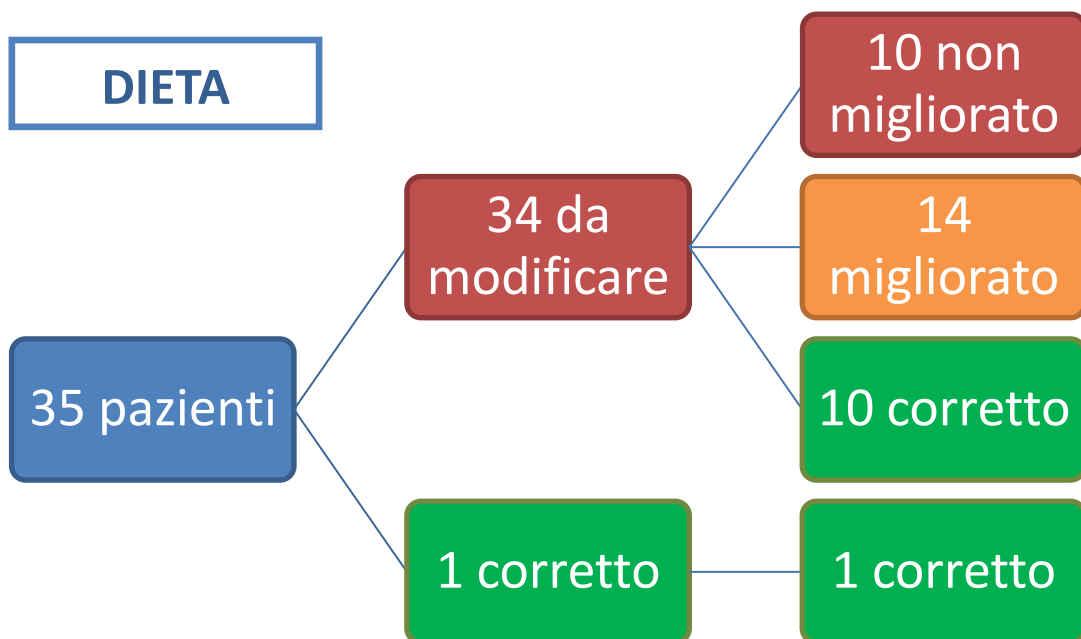 DIETA
35 pazienti
34 da
modificare
1 corretto
10 non
migliorato
14
migliorato
10 corretto
1 corretto